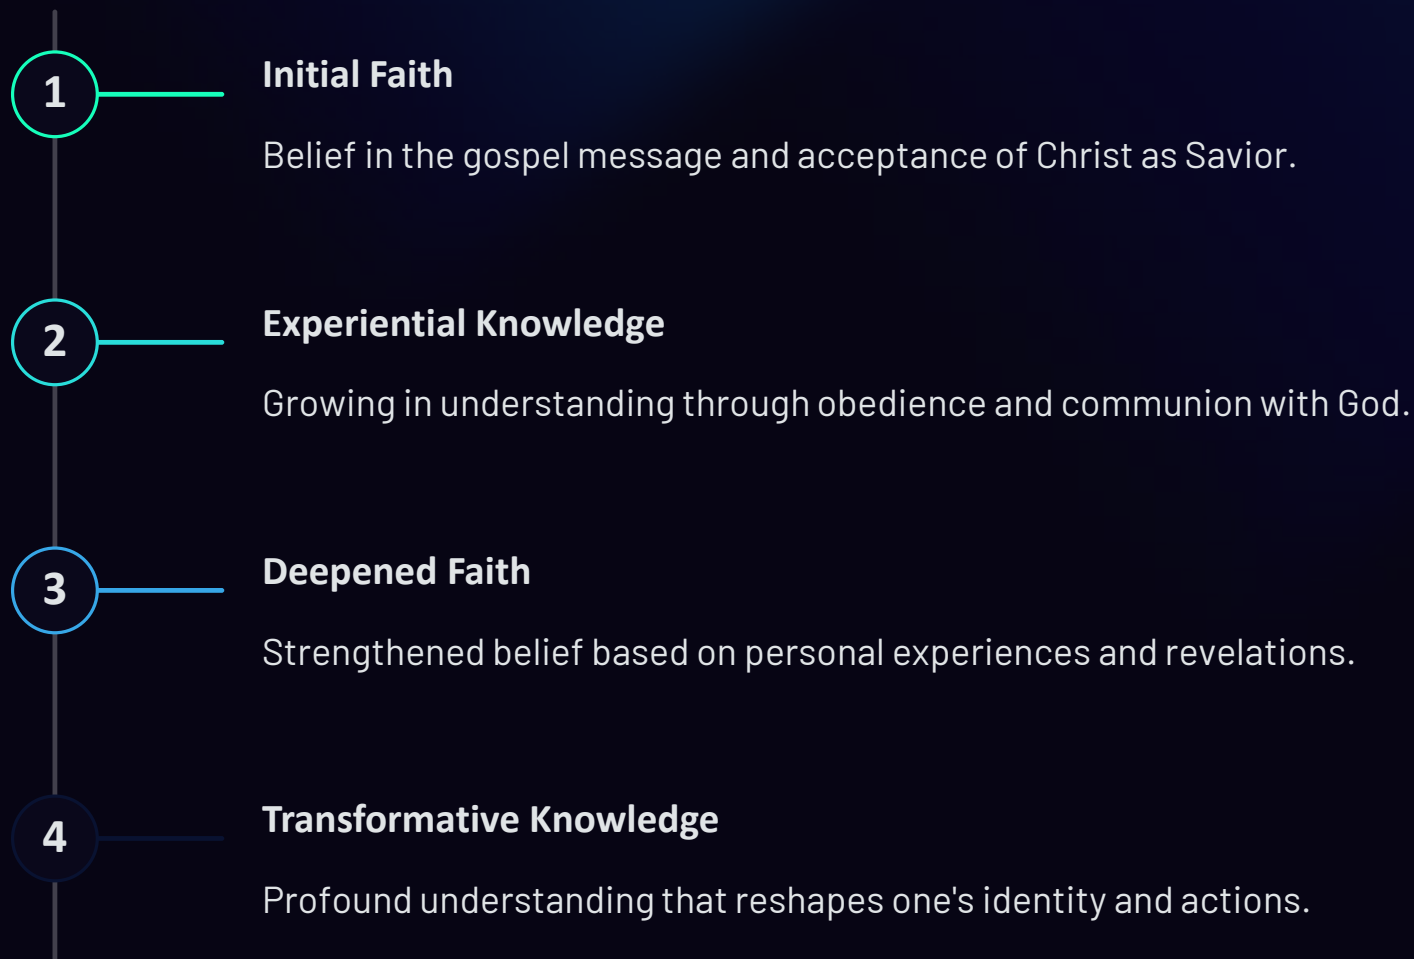 1
Initial Faith
Belief in the gospel message and acceptance of Christ as Savior.
2
Experiential Knowledge
Growing in understanding through obedience and communion with God.
3
Deepened Faith
Strengthened belief based on personal experiences and revelations.
4
Transformative Knowledge
Profound understanding that reshapes one's identity and actions.